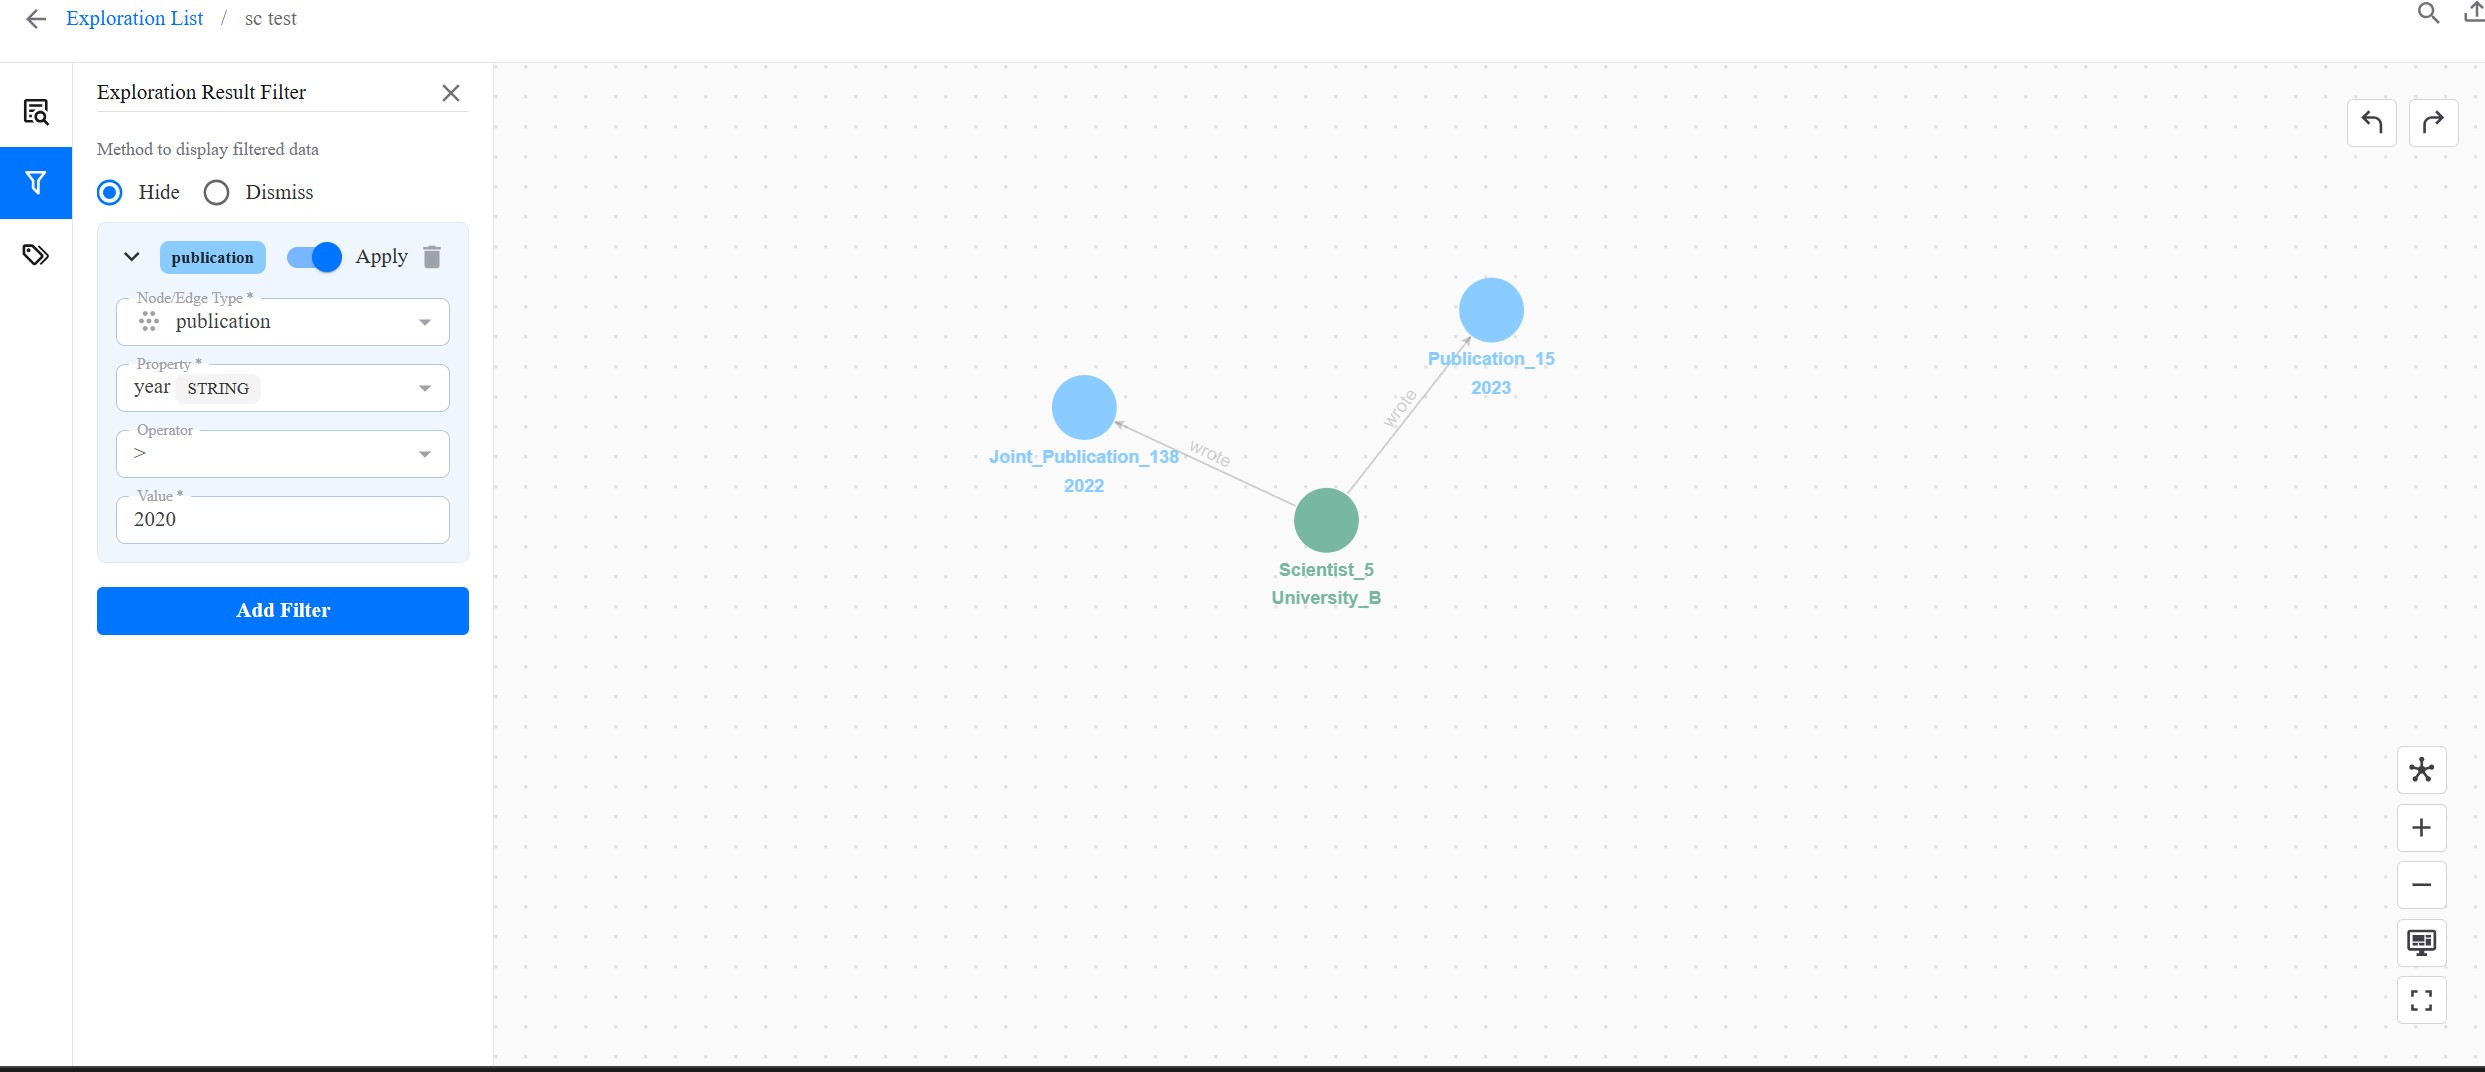 Exploration List / sc test
Exploration Result Filter
Method to display filtered data
Hide Dismiss
publication Apply
Node/Edge Type *
publication
Property *
year STRING
Operator
>
Value *
2020
Add Filter
Publication_15
2023
wrote
Joint_Publication_138
2022
wrote
Scientist_5
University_B